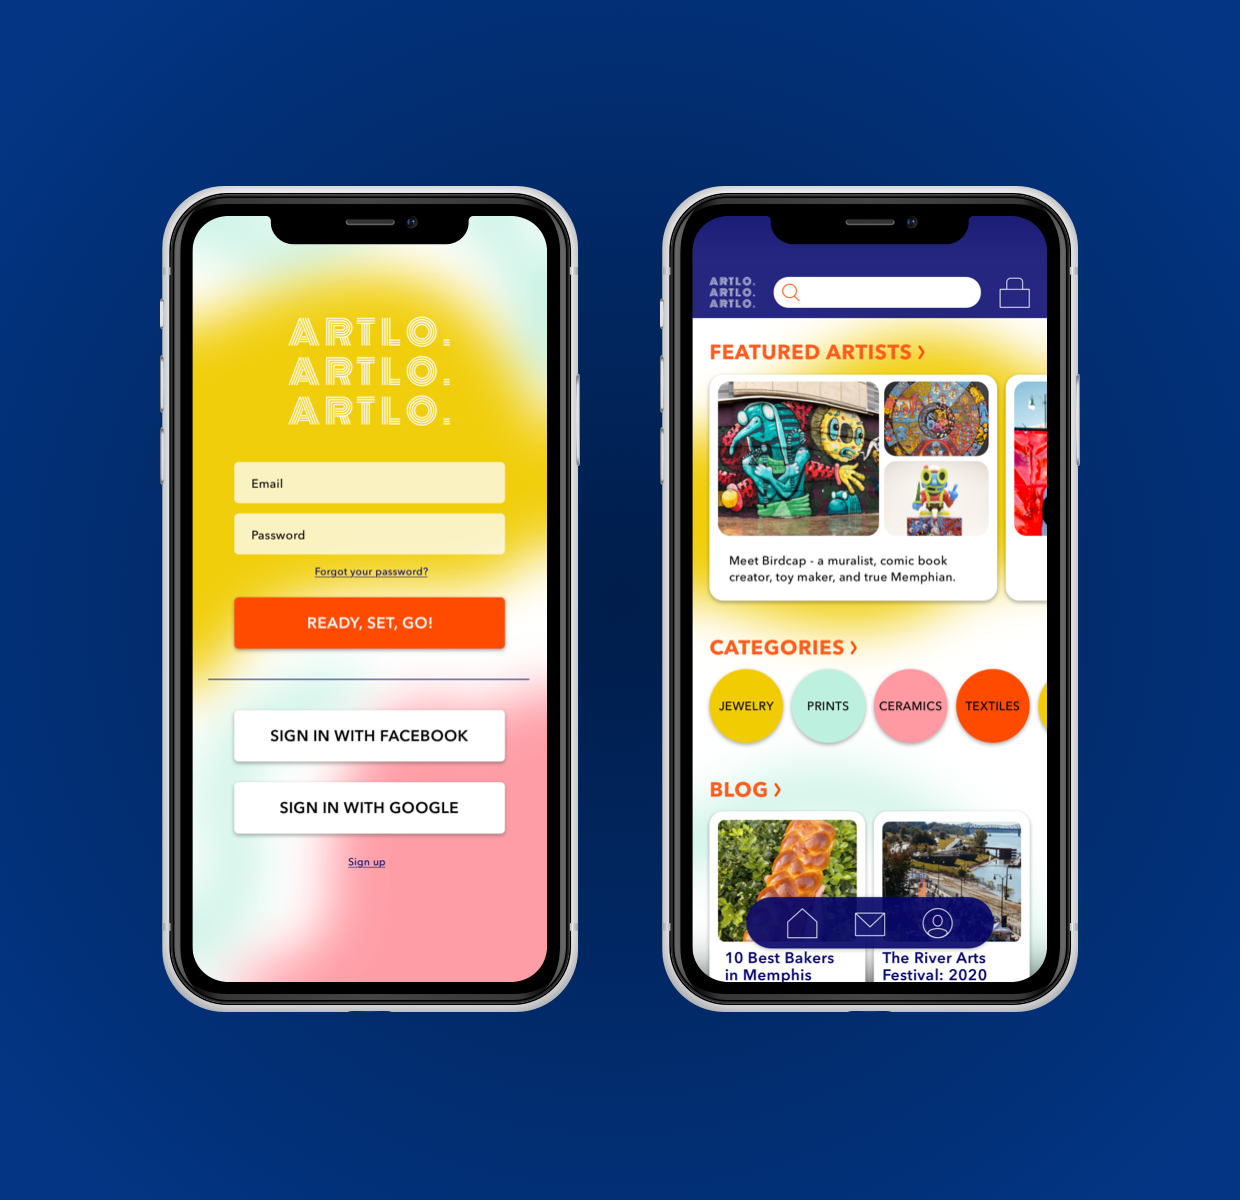 ARTLO.
ARTLO.
ARTLO.
Email
Password
Forgot your password?
READY, SET, GO!
SIGN IN WITH FACEBOOK
SIGN IN WITH GOOGLE
Sign up
ARTLO.
ARTLO.
ARTLO.
FEATURED ARTISTS
Meet Birdcap - a muralist, comic book
creator, toy maker, and true Memphian.
CATEGORIES
JEWELRY
PRINTS
CERAMICS
TEXTILES
BLOG
10 Best Bakers
in Memphis
The River Arts
Festival: 2020